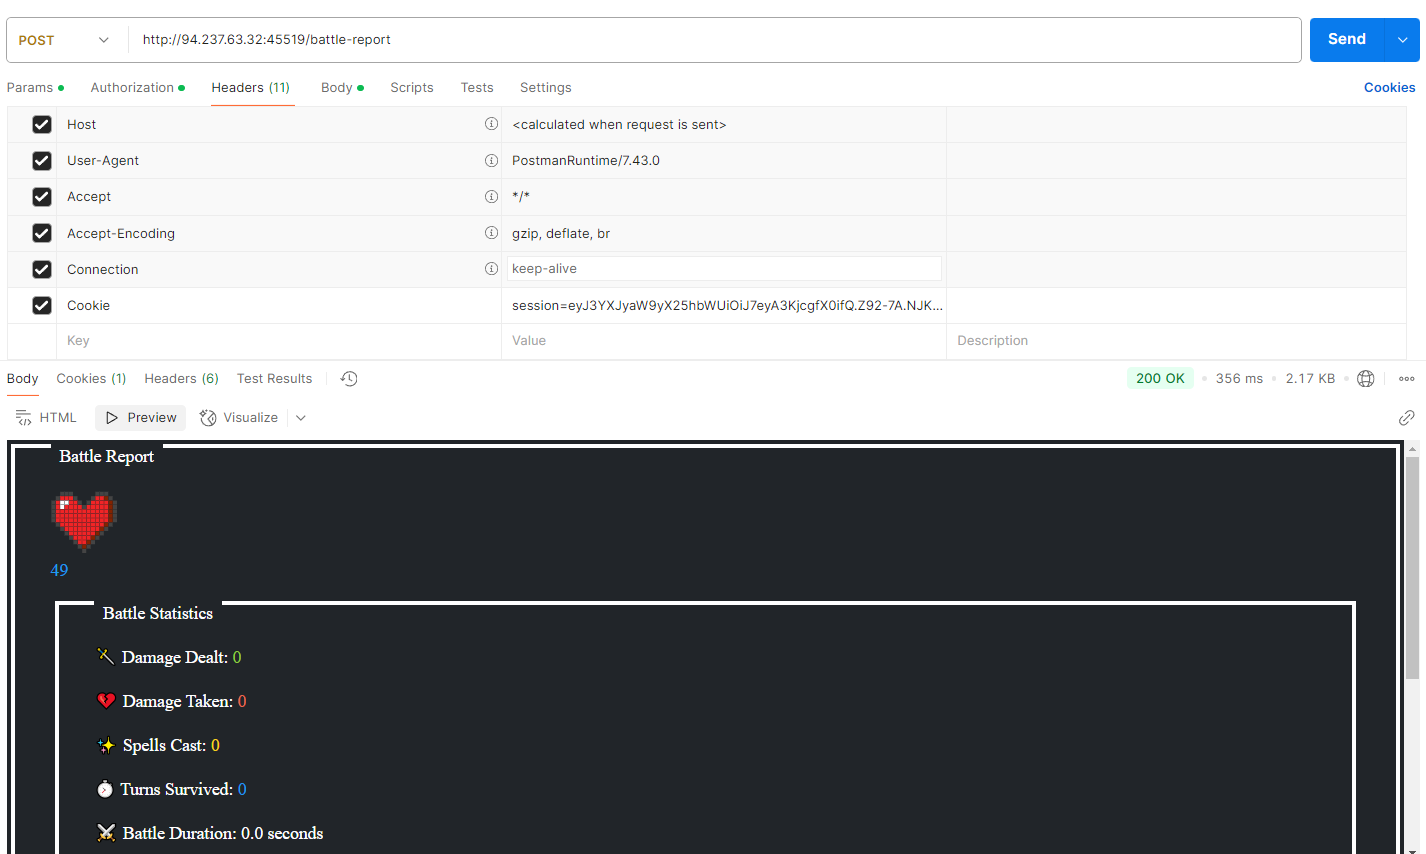 POST http://94.237.63.32:45519/battle-report Send
Params Authorization Headers (11) Body Scripts Tests Settings Cookies
Host <calculated when request is sent>
User-Agent PostmanRuntime/7.43.0
Accept */*
Accept-Encoding gzip, deflate, br
Connection keep-alive
Cookie session=eyJ3YXJyaW9yX25hbWUiOiJ7eyA3KjcgfX0ifQ.Z92-7A.NJK...
Key Value Description
Body Cookies (1) Headers (6) Test Results 200 OK 356 ms 2.17 KB
HTML Preview Visualize
Battle Report
49
Battle Statistics
Damage Dealt: 0
Damage Taken: 0
Spells Cast: 0
Turns Survived: 0
Battle Duration: 0.0 seconds